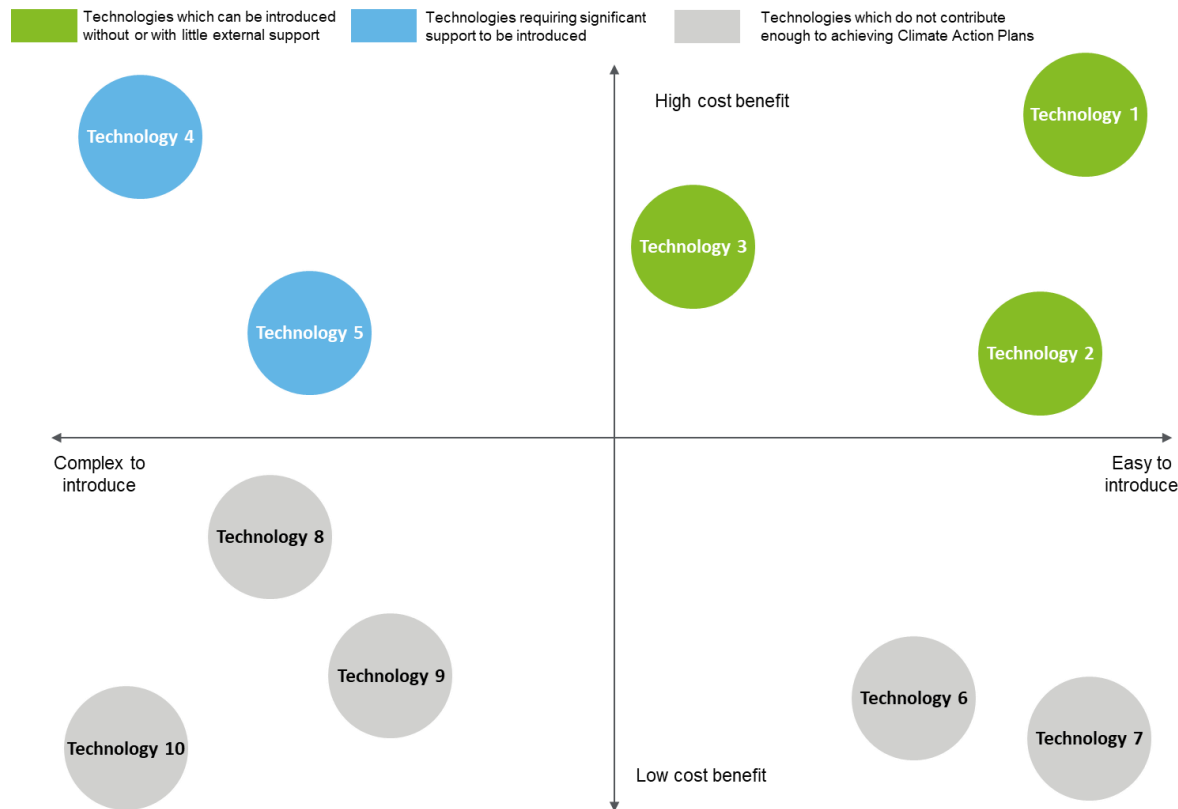 Technologies which can be introduced
without or with little external support
Technologies requiring significant
support to be introduced
Technologies which do not contribute
enough to achieving Climate Action Plans
High cost benefit
Technology 1
Technology 4
Technology 3
Technology 5
Technology 2
Complex to
introduce
Easy to
introduce
Technology 8
Technology 9
Technology 6
Technology 10
Technology 7
Low cost benefit